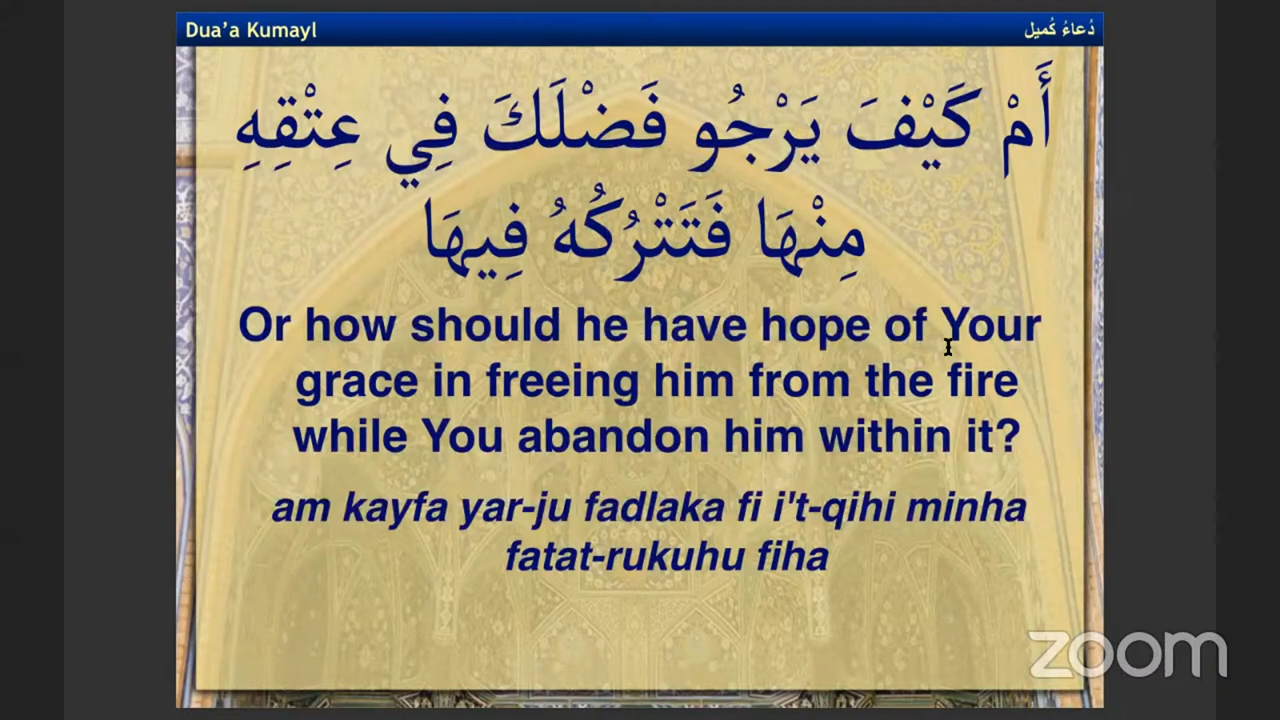 Dua'a Kumayl
دُعاءُ كُميل
أَمْ كَيْفَ يَرْجُو فَضْلَكَ فِي عِتْقِهِ
مِنْهَا فَتَتْرُكُهُ فِيهَا
Or how should he have hope of Your
grace in freeing him from the fire
while You abandon him within it?
am kayfa yar-ju fadlaka fi i't-qihi minha
fatat-rukuhu fiha
zoom